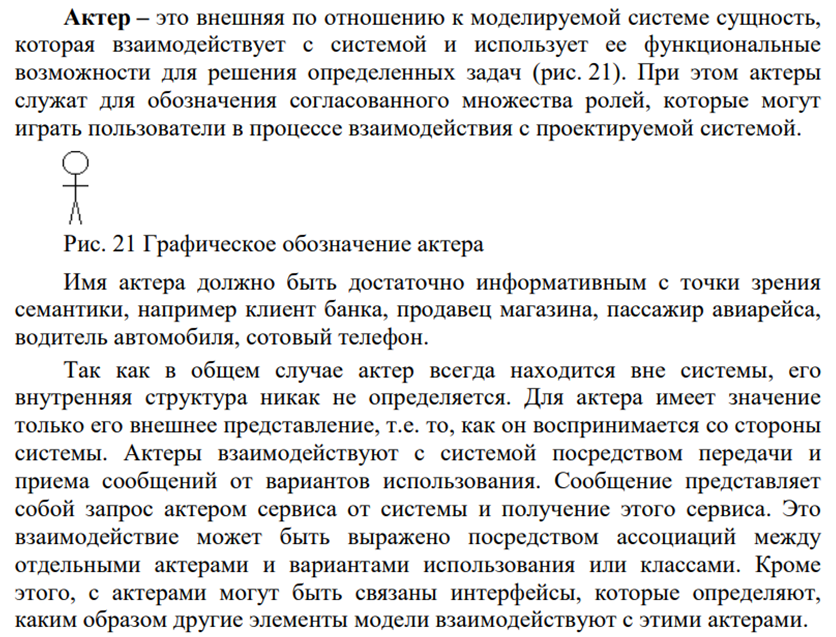 Актер – это внешняя по отношению к моделируемой системе сущность,
которая взаимодействует с системой и использует ее функциональные
возможности для решения определенных задач (рис. 21). При этом актеры
служат для обозначения согласованного множества ролей, которые могут
играть пользователи в процессе взаимодействия с проектируемой системой.
Рис. 21 Графическое обозначение актера
Имя актера должно быть достаточно информативным с точки зрения
семантики, например клиент банка, продавец магазина, пассажир авиарейса,
водитель автомобиля, сотовый телефон.
Так как в общем случае актер всегда находится вне системы, его
внутренняя структура никак не определяется. Для актера имеет значение
только его внешнее представление, т.е. то, как он воспринимается со стороны
системы. Актеры взаимодействуют с системой посредством передачи и
приема сообщений от вариантов использования. Сообщение представляет
собой запрос актером сервиса от системы и получение этого сервиса. Это
взаимодействие может быть выражено посредством ассоциаций между
отдельными актерами и вариантами использования или классами. Кроме
этого, с актерами могут быть связаны интерфейсы, которые определяют,
каким образом другие элементы модели взаимодействуют с этими актерами.